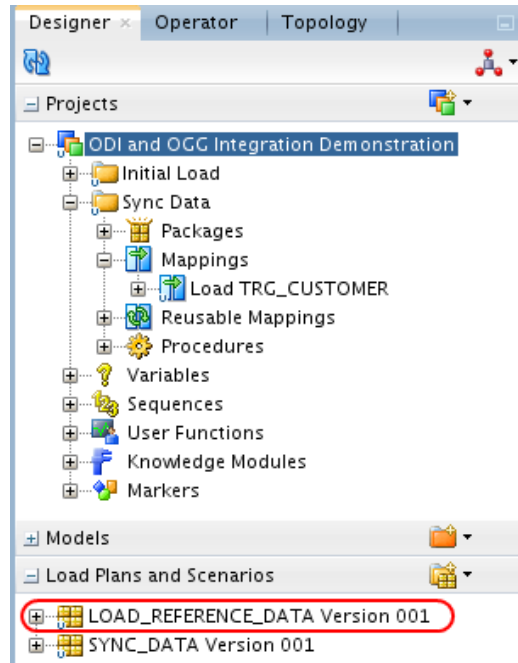 Designer Operator Topology
Projects
ODI and OGG Integration Demonstration
Initial Load
Sync Data
Packages
Mappings
Load TRG_CUSTOMER
Reusable Mappings
Procedures
Variables
Sequences
User Functions
Knowledge Modules
Markers
Models
Load Plans and Scenarios
LOAD_REFERENCE_DATA Version 001
SYNC_DATA Version 001